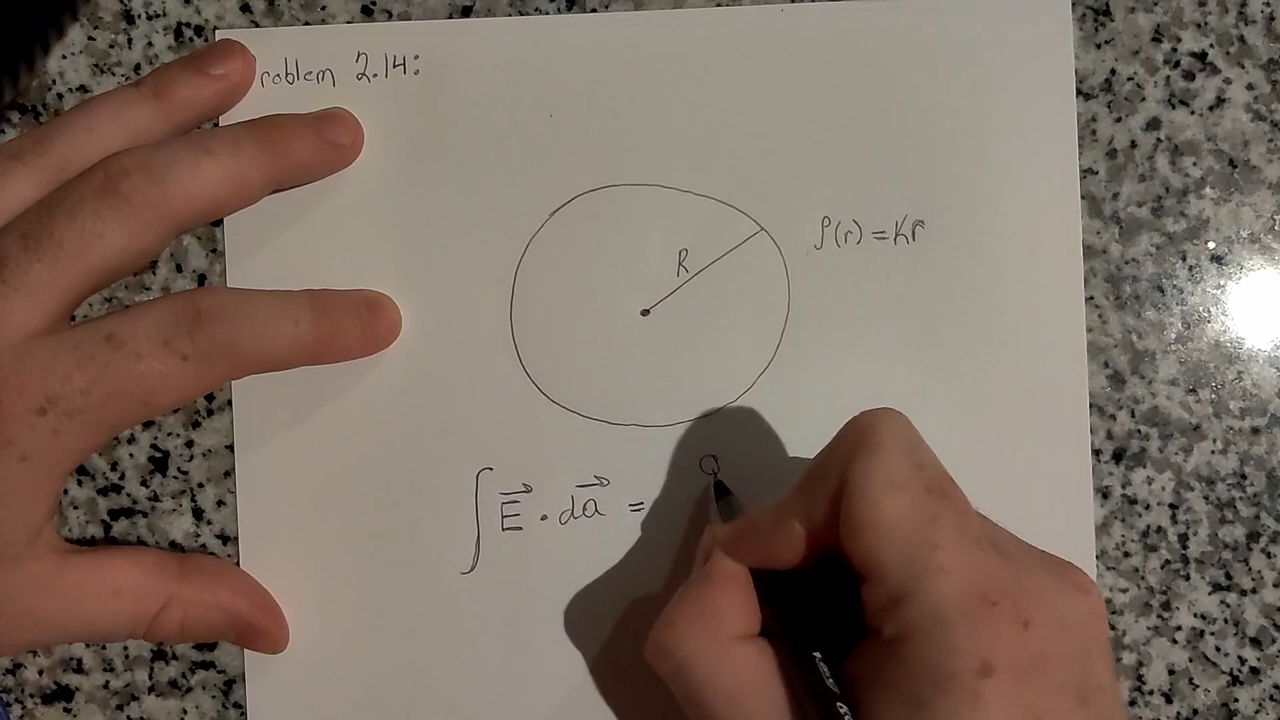 roblem 2.14:
R
ρ(r) = kr
∫ E⃗ · da⃗ = Q